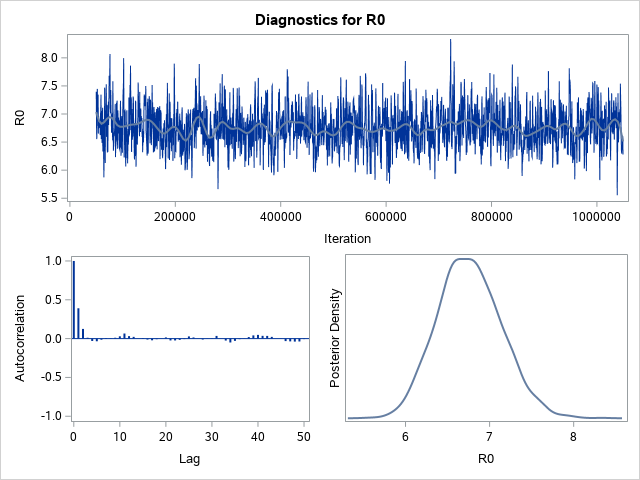 Diagnostics for R0
R0
8.0
7.5
7.0
6.5
6.0
5.5
0 200000 400000 600000 800000 1000000
Iteration
Autocorrelation
1.0
0.5
0.0
-0.5
-1.0
0 10 20 30 40 50
Lag
Posterior Density
6 7 8
R0